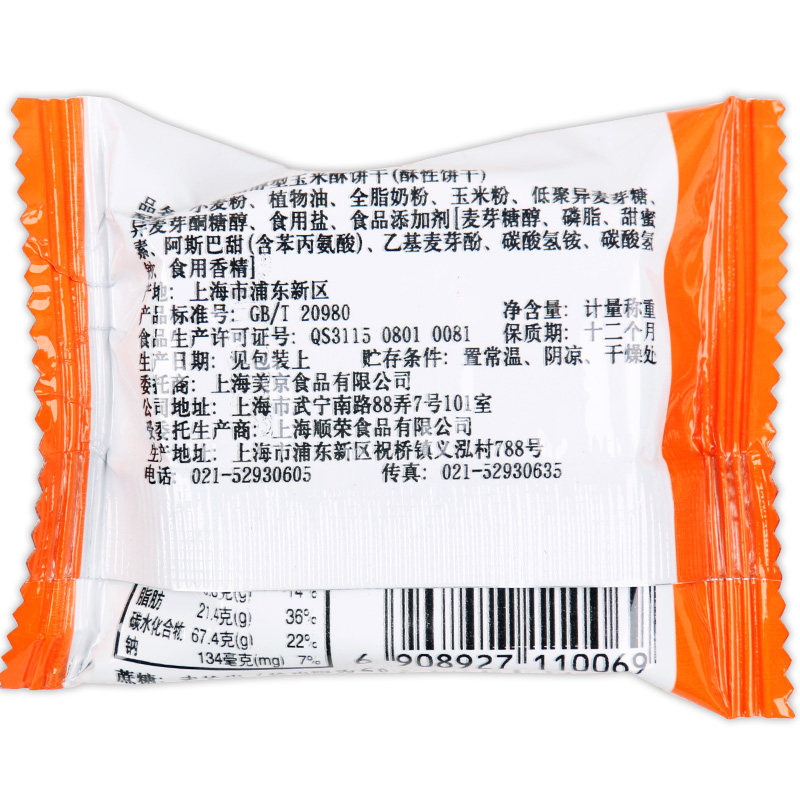 型玉米酥饼干(酥性饼干)
小麦粉、植物油、全脂奶粉、玉米粉、低聚异麦芽糖、
异麦芽酮糖醇、食用盐、食品添加剂[麦芽糖醇、磷脂、甜蜜
素、阿斯巴甜(含苯丙氨酸)、乙基麦芽酚、碳酸氢铵、碳酸氢
食用香精]
产地: 上海市浦东新区
产品标准号: GB/T 20980 净含量: 计量称重
食品生产许可证号: QS3115 0801 0081 保质期: 十二个月
生产日期: 见包装上 贮存条件: 置常温、阴凉、干燥处
委托商: 上海美京食品有限公司
公司地址: 上海市武宁南路88弄7号101室
被委托生产商: 上海顺荣食品有限公司
生产地址: 上海市浦东新区祝桥镇义泓村788号
电话: 021-52930605 传真: 021-52930635
脂肪 21.4克(g) 36%
碳水化合物 67.4克(g) 22%
钠 134毫克(mg) 7%
6 908927 110069
蔗糖: